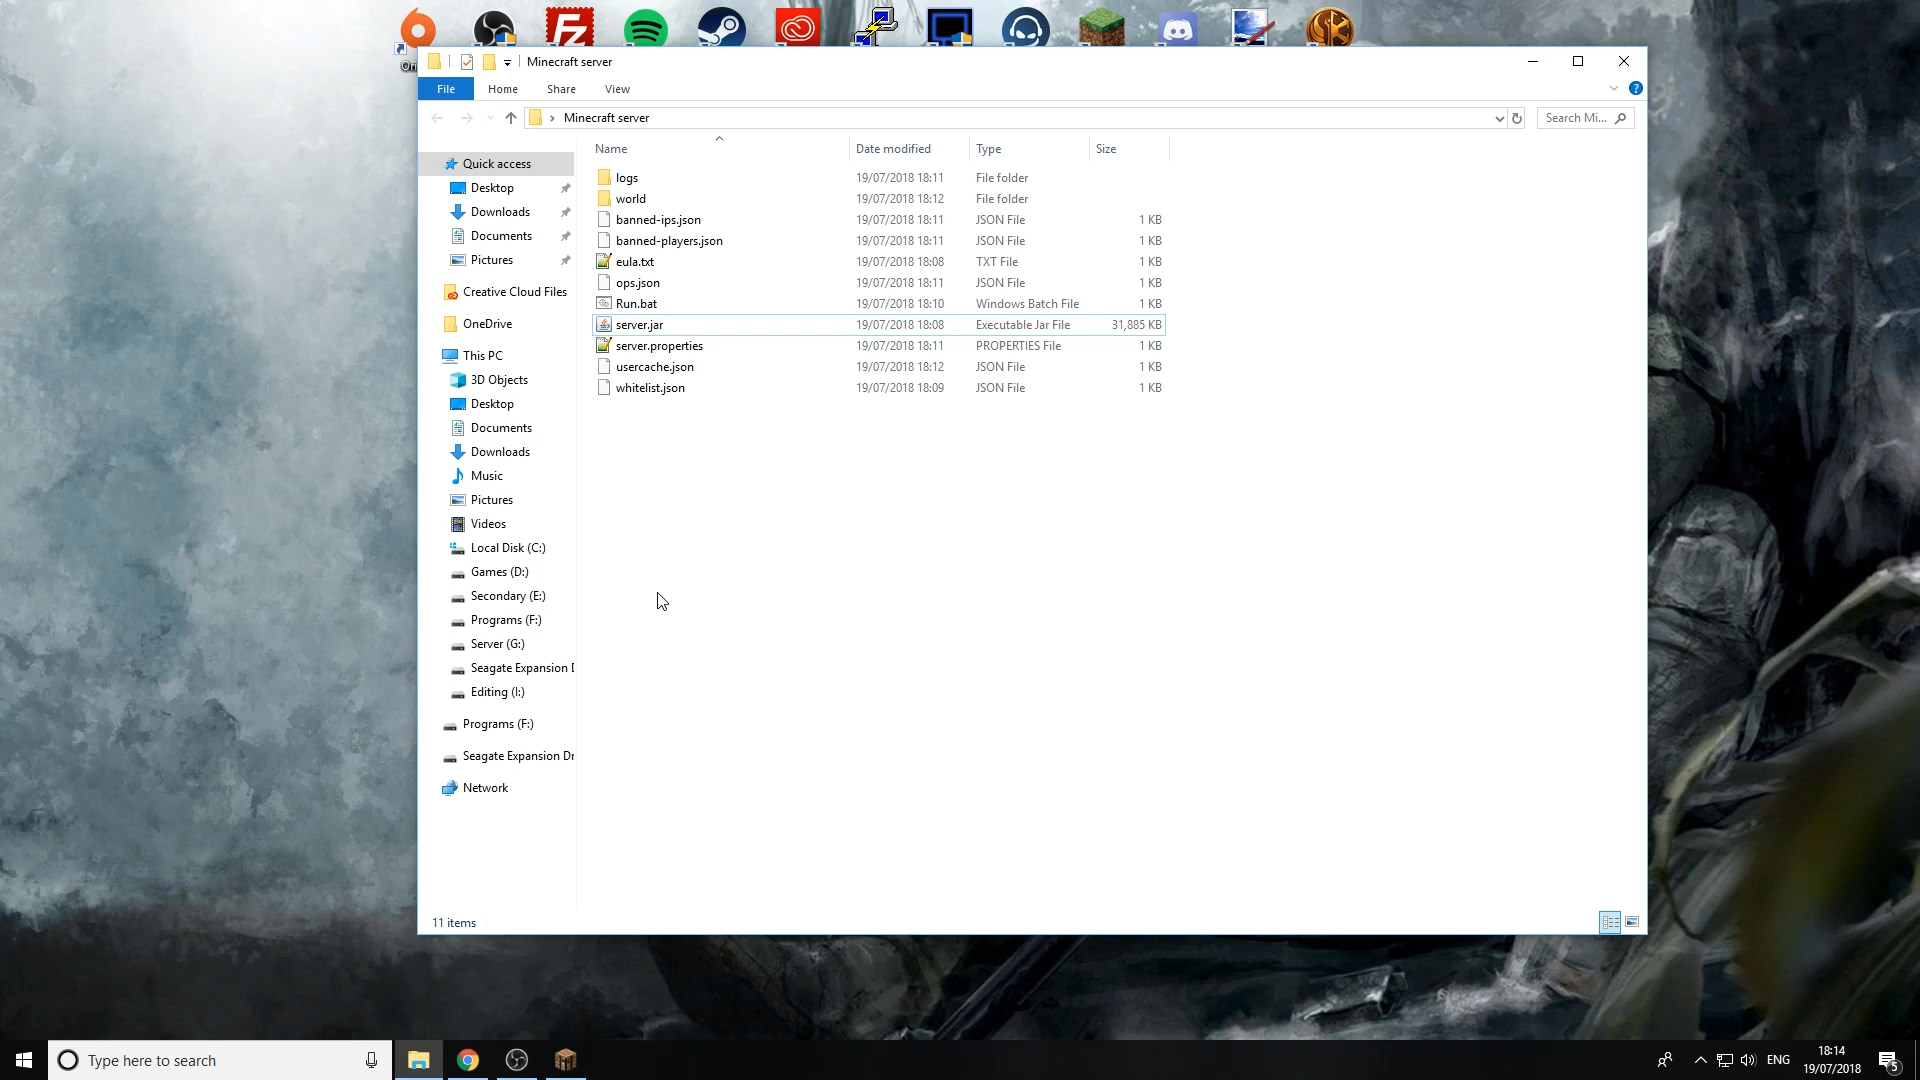 Ori
Minecraft server
File Home Share View
Minecraft server
Search Mi...
Name Date modified Type Size
Quick access
Desktop
Downloads
Documents
Pictures
Creative Cloud Files
OneDrive
This PC
3D Objects
Desktop
Documents
Downloads
Music
Pictures
Videos
Local Disk (C:)
Games (D:)
Secondary (E:)
Programs (F:)
Server (G:)
Seagate Expansion D
Editing (I:)
Programs (F:)
Seagate Expansion Dr
Network
logs 19/07/2018 18:11 File folder
world 19/07/2018 18:12 File folder
banned-ips.json 19/07/2018 18:11 JSON File 1 KB
banned-players.json 19/07/2018 18:11 JSON File 1 KB
eula.txt 19/07/2018 18:08 TXT File 1 KB
ops.json 19/07/2018 18:11 JSON File 1 KB
Run.bat 19/07/2018 18:10 Windows Batch File 1 KB
server.jar 19/07/2018 18:08 Executable Jar File 31,885 KB
server.properties 19/07/2018 18:11 PROPERTIES File 1 KB
usercache.json 19/07/2018 18:12 JSON File 1 KB
whitelist.json 19/07/2018 18:09 JSON File 1 KB
11 items
Type here to search
ENG
18:14
19/07/2018
5